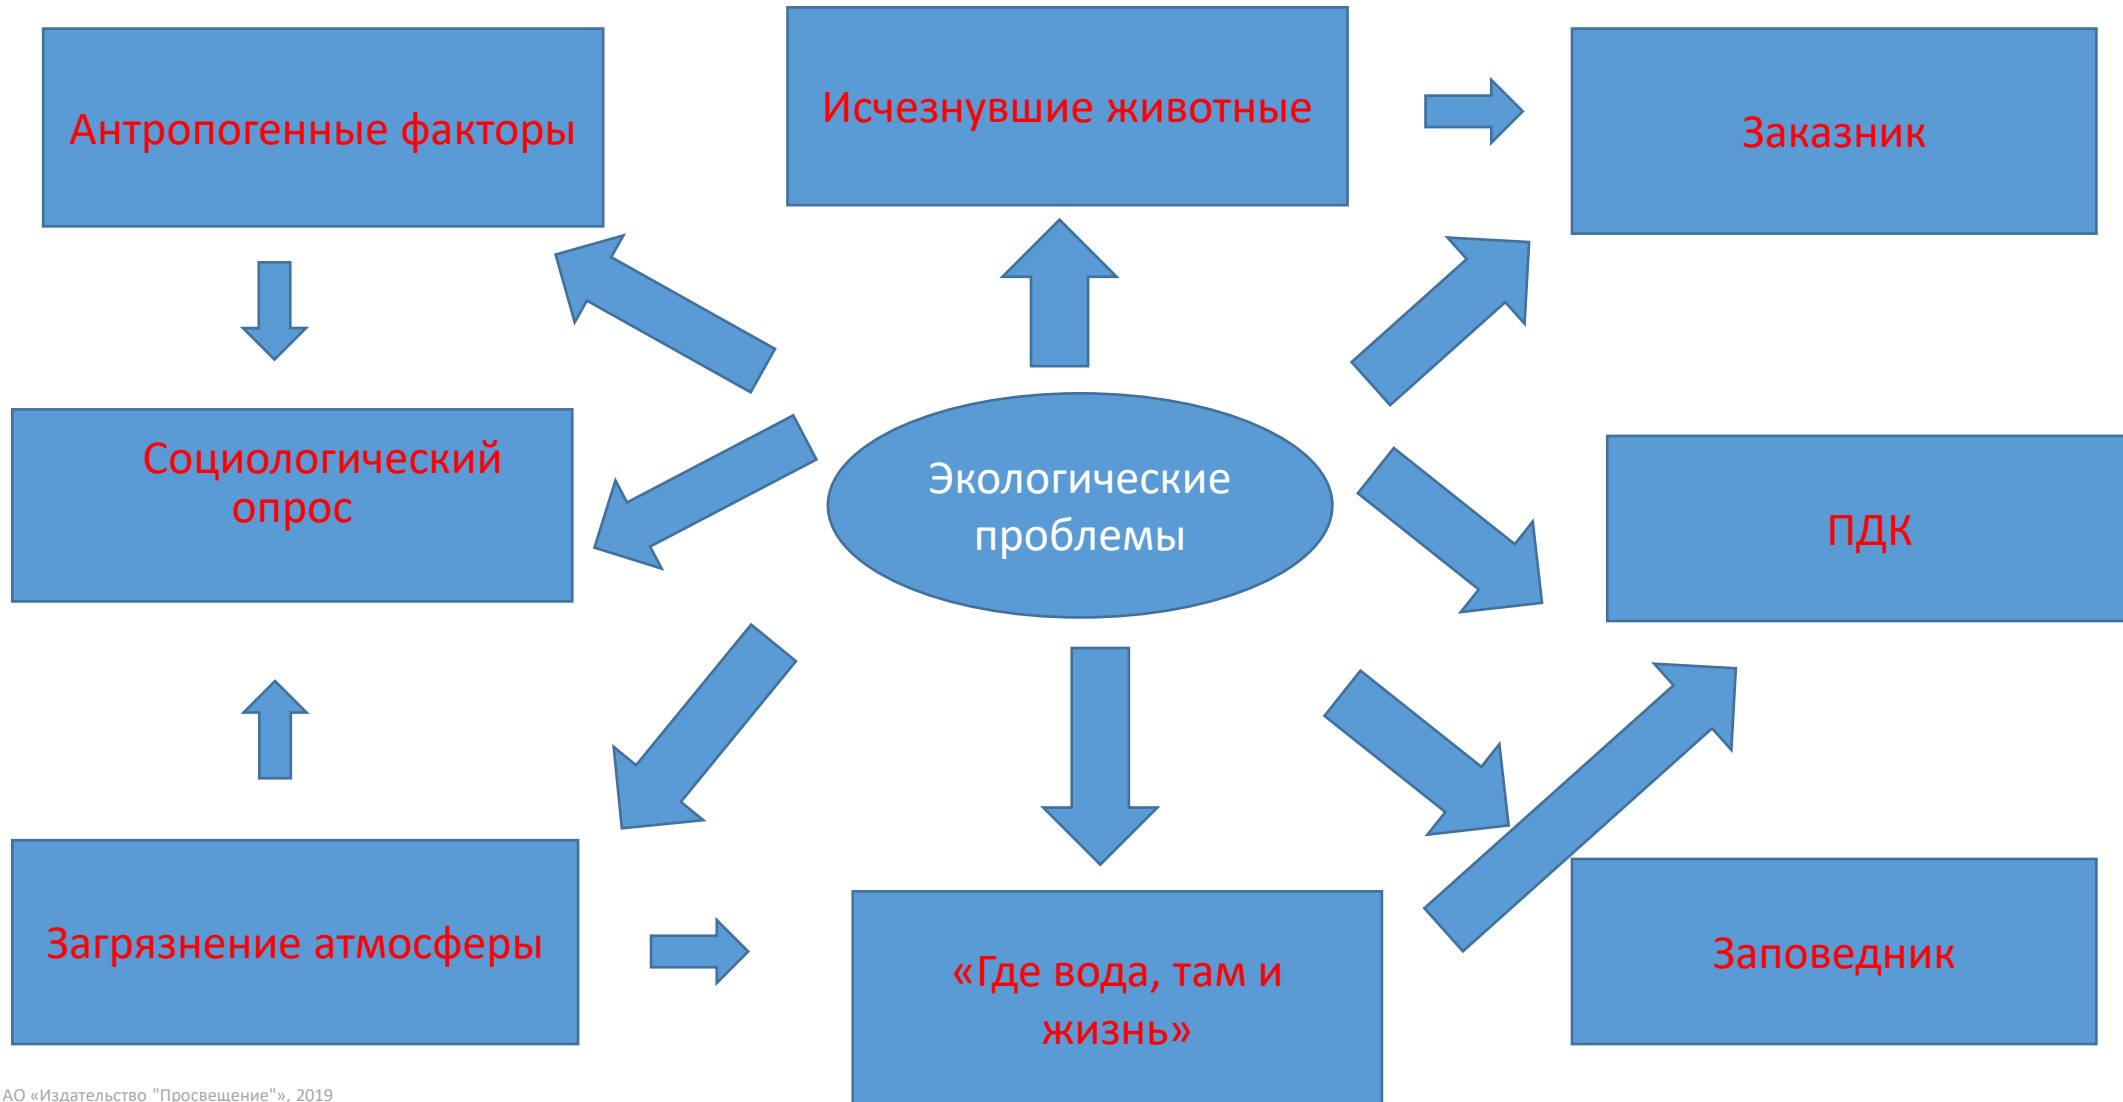 Антропогенные факторы
Исчезнувшие животные
Заказник
Социологический
опрос
Экологические
проблемы
ПДК
Загрязнение атмосферы
«Где вода, там и
жизнь»
Заповедник
АО «Издательство "Просвещение"», 2019